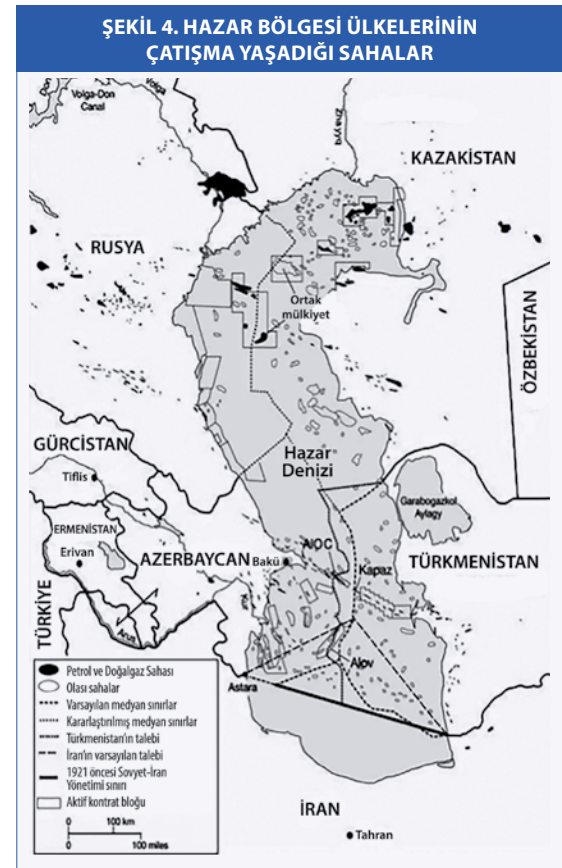 ŞEKİL 4. HAZAR BÖLGESİ ÜLKELERİNİN
ÇATIŞMA YAŞADIĞI SAHALAR
Volga-Don
Canal
Volga
Zhayyq
KAZAKİSTAN
RUSYA
Ortak
mülkiyet
ÖZBEKİSTAN
GÜRCİSTAN
Tiflis
Hazar
Denizi
Garabogazkol
Aylagy
ERMENİSTAN
Erivan
AZERBAYCAN
Bakü
AIOC
Kapaz
TÜRKMENİSTAN
TÜRKİYE
Kur
Aras
Alov
Astara
Petrol ve Doğalgaz Sahası
Olası sahalar
Varsayılan medyan sınırlar
Kararlaştırılmış medyan sınırlar
Türkmenistan'ın talebi
İran'ın varsayılan talebi
1921 öncesi Sovyet-İran
Yönetimi sınırı
Aktif kontrat bloğu
0 100 km
0 100 miles
İRAN
Tahran